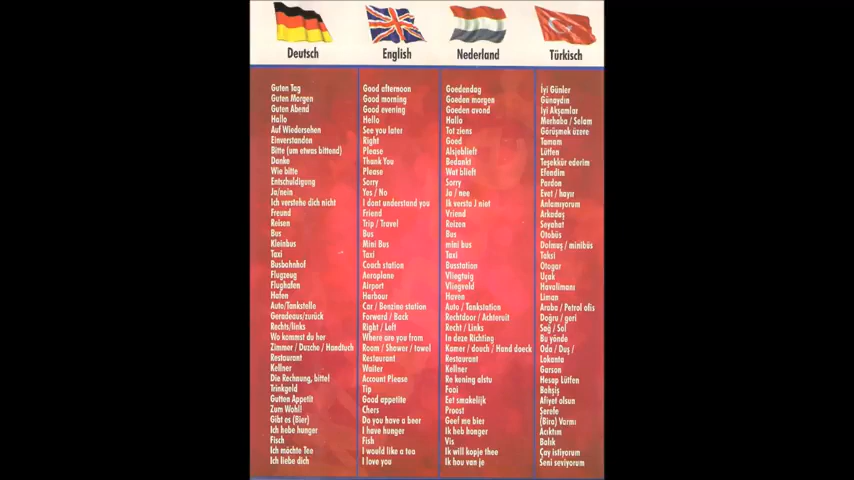 Deutsch English Nederland Türkisch
Guten Tag Good afternoon Goedendag İyi Günler
Guten Morgen Good morning Goeden morgen Günaydın
Guten Abend Good evening Goeden avond İyi Akşamlar
Hallo Hello Hallo Merhaba / Selam
Auf Wiedersehen See you later Tot ziens Görüşmek üzere
Einverstanden Right Goed Tamam
Bitte (um etwas bittend) Please Alsjeblieft Lütfen
Danke Thank You Bedankt Teşekkür ederim
Wie bitte Please Wat blieft Efendim
Entschuldigung Sorry Sorry Pardon
Ja/nein Yes / No Ja / nee Evet / hayır
Ich verstehe dich nicht I dont understand you Ik versta J niet Anlamıyorum
Freund Friend Vriend Arkadaş
Reisen Trip / Travel Reizen Seyahat
Bus Bus Bus Otobüs
Kleinbus Mini Bus mini bus Dolmuş / minibüs
Taxi Taxi Taxi Taksi
Busbahnhof Coach station Basstation Otogar
Flugzeug Aeroplane Vliegtuig Uçak
Flughafen Airport Vliegveld Havalimanı
Hafen Harbour Haven Liman
Auto/Tankstelle Car / Benzine station Auto / Tankstation Araba / Petrol ofis
Geradeaus/zurück Forward / Back Rechtdoor / Achteruit Doğru / geri
Rechts/links Right / Left Recht / Links Sağ / Sol
Wo kommst du her Where are you from In deze Richting Bu yönde
Zimmer / Duzche / Handtuch Room / Shower / towel Kamer / douch / Hand doeck Oda / Duş /
Restaurant Restaurant Restaurant Lokanta
Kellner Waiter Kellner Garson
Die Rechnung, bitte! Account Please Re koning alstu Hesap Lütfen
Trinkgeld Tip Fooi Bahşiş
Gutten Appetit Good appetite Eet smakelijk Afiyet olsun
Zum Wohl! Chers Proost Şerefe
Gibt es (Bier) Do you have a beer Geef me bier (Bira) Varmı
Ich hebe hunger I have hunger Ik heb honger Acıktım
Fisch Fish Vis Balık
Ich möchte Tee I would like a tea Ik will kopje thee Çay istiyorum
Ich liebe dich I love you Ik hou van je Seni seviyorum